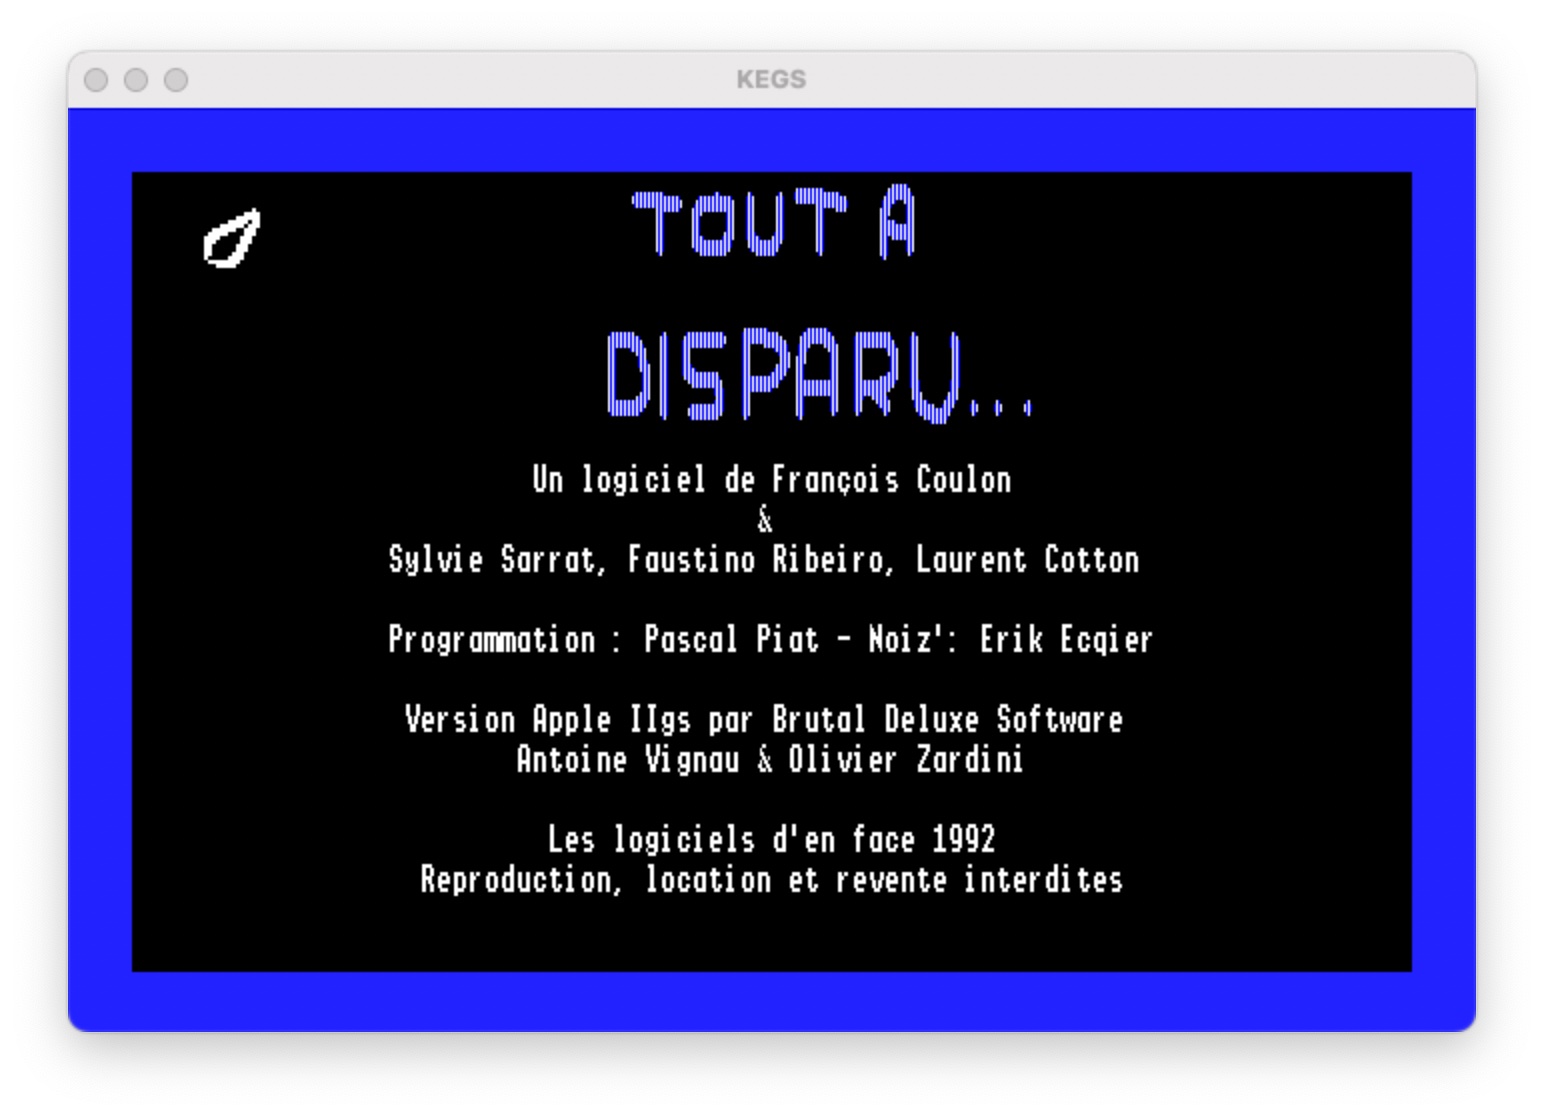 KEGS
TOUT A
DISPARU...
Un logiciel de François Coulon
&
Sylvie Sarrat, Faustino Ribeiro, Laurent Cotton
Programmation : Pascal Piat - Noiz': Erik Ecqier
Version Apple IIgs par Brutal Deluxe Software
Antoine Vignau & Olivier Zardini
Les logiciels d'en face 1992
Reproduction, location et revente interdites